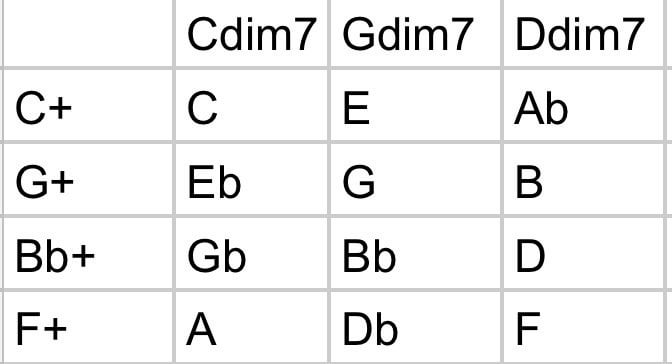 Cdim7 Gdim7 Ddim7
C+ C E Ab
G+ Eb G B
Bb+ Gb Bb D
F+ A Db F